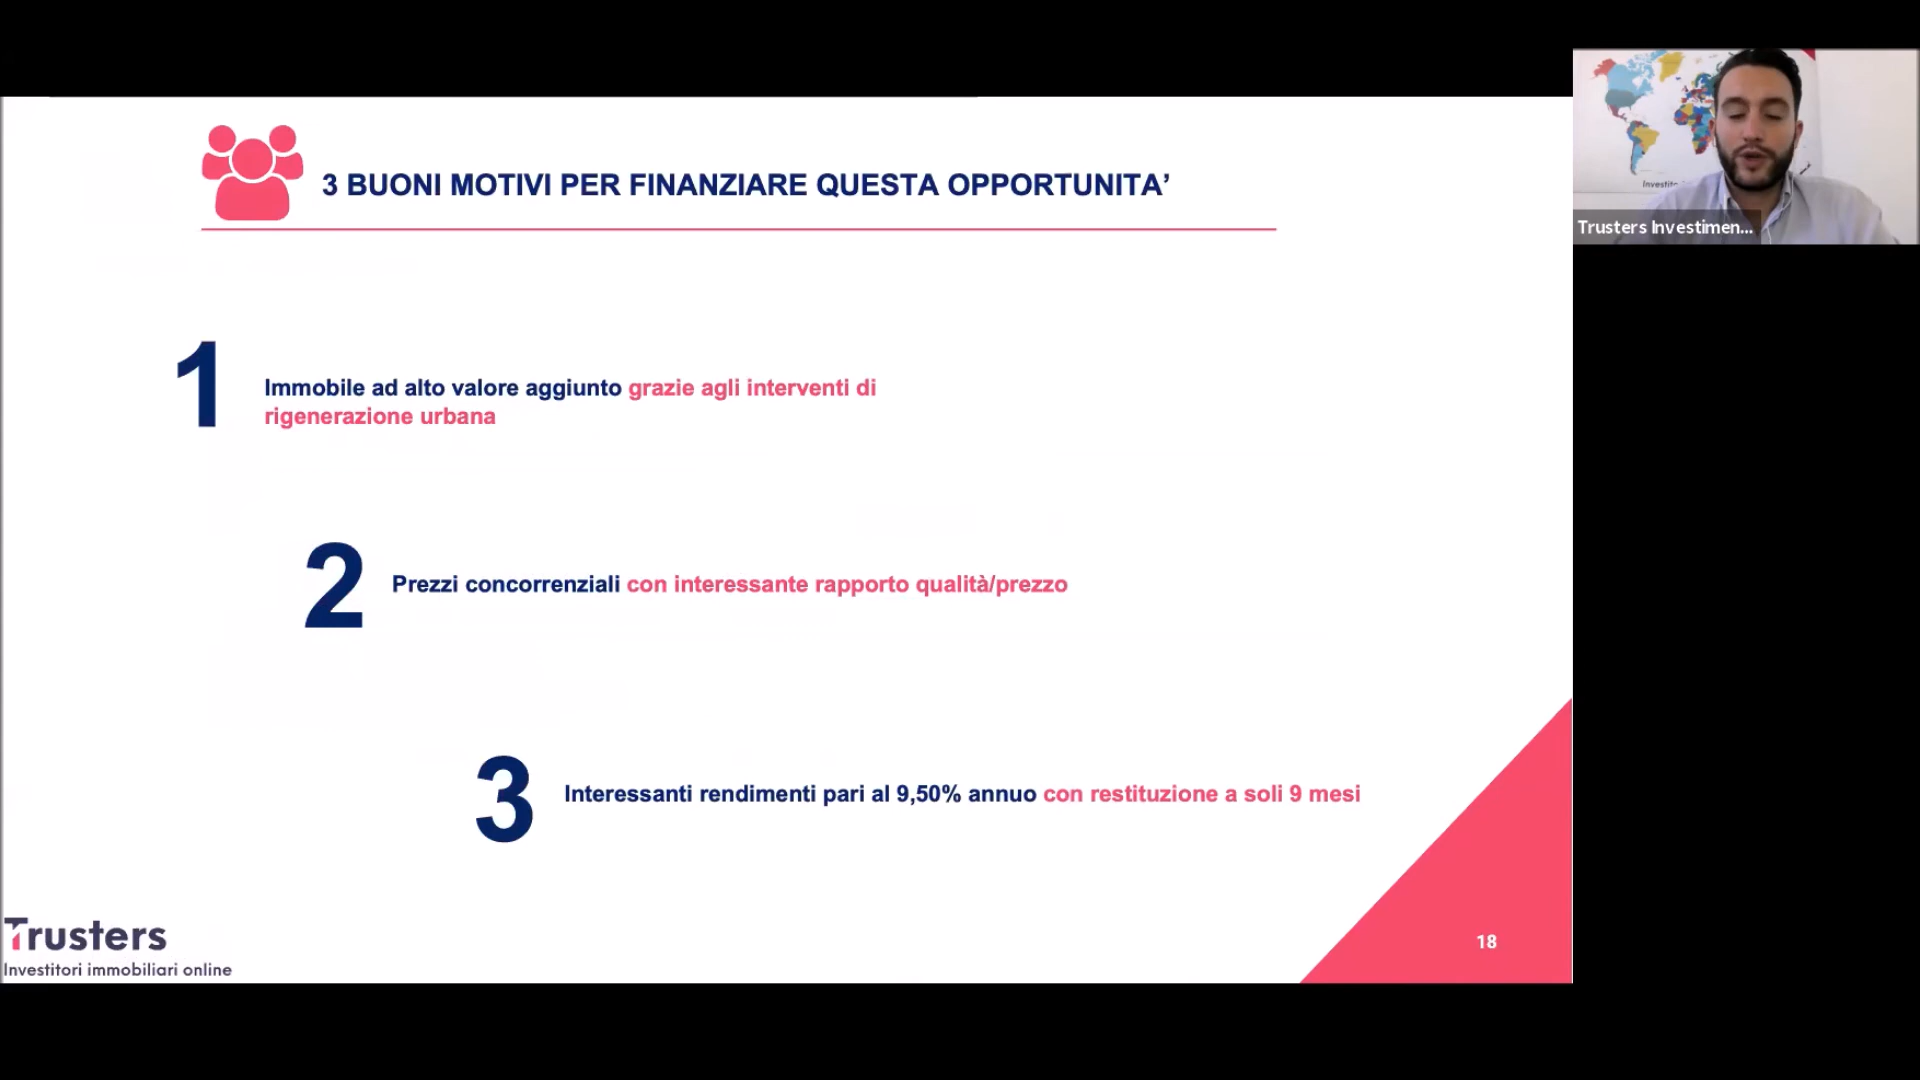 3 BUONI MOTIVI PER FINANZIARE QUESTA OPPORTUNITA’
1
Immobile ad alto valore aggiunto grazie agli interventi di
rigenerazione urbana
2
Prezzi concorrenziali con interessante rapporto qualità/prezzo
3
Interessanti rendimenti pari al 9,50% annuo con restituzione a soli 9 mesi
Trusters
Investitori immobiliari online
18
Trusters Investimen...